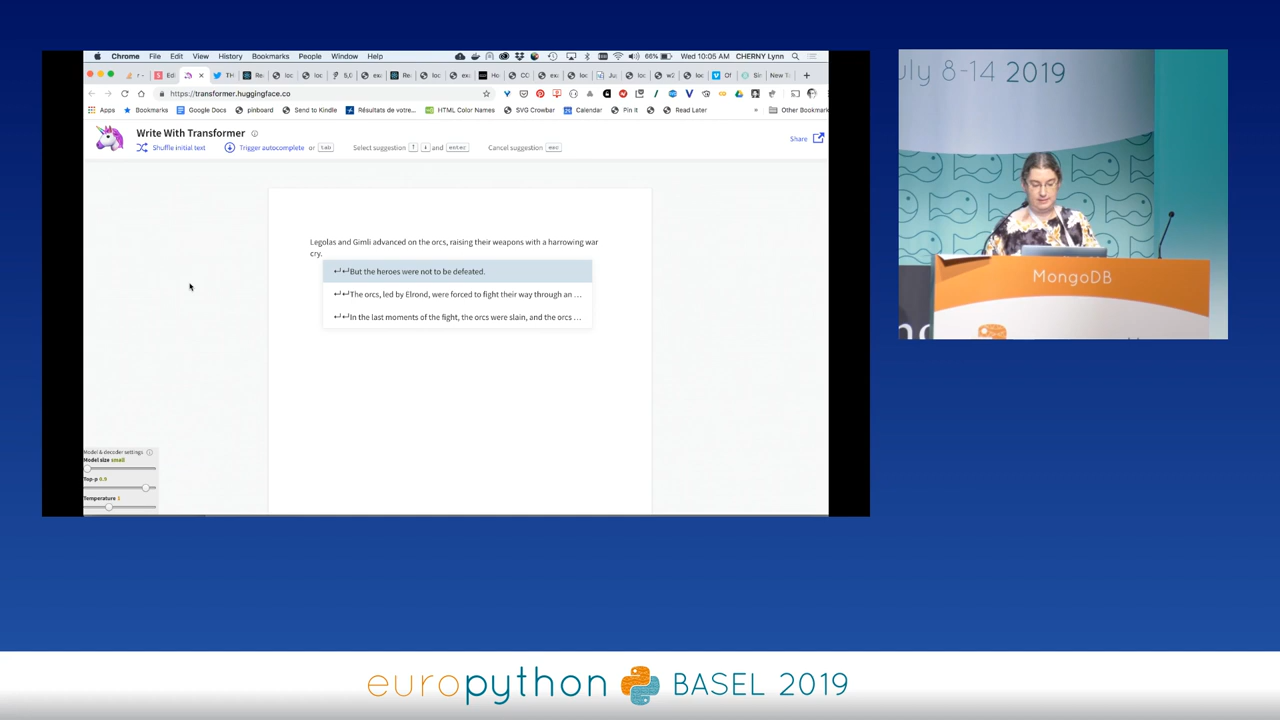 Chrome File Edit View History Bookmarks People Window Help 66% Wed 10:05 AM CHERNY Lynn
https://transformer.huggingface.co
Apps Bookmarks Google Docs pinboard Send to Kindle Résultats de votre... HTML Color Names SVG Crowbar Calendar Pin It Read Later Other Bookmarks
Write With Transformer
Shuffle initial text Trigger autocomplete or tab Select suggestion ↑ ↓ and enter Cancel suggestion esc
Share
Legolas and Gimli advanced on the orcs, raising their weapons with a harrowing war
cry.
↵↵But the heroes were not to be defeated.
↵↵The orcs, led by Elrond, were forced to fight their way through an ...
↵↵In the last moments of the fight, the orcs were slain, and the orcs ...
Model & decoder settings
Model size small
Top-p 0.9
Temperature 1
July 8-14 2019
MongoDB
europython BASEL 2019